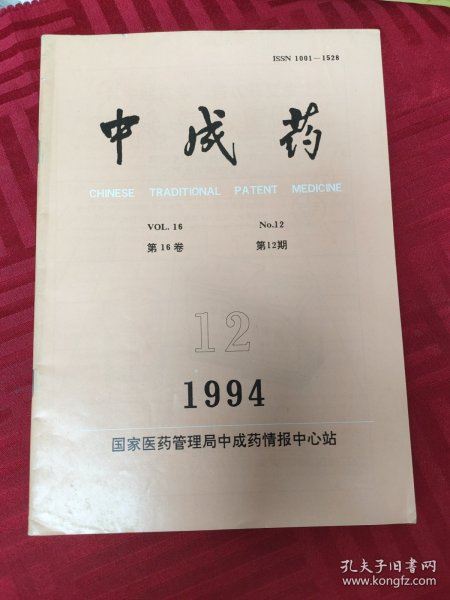 ISSN 1001-1528
中成药
CHINESE TRADITIONAL PATENT MEDICINE
VOL. 16 No.12
第16卷 第12期
12
1994
国家医药管理局中成药情报中心站
孔夫子旧书网
www.kongfz.com